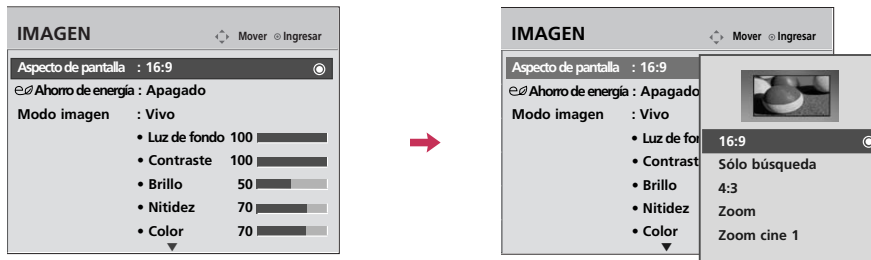 IMAGEN
Mover Ingresar
Aspecto de pantalla : 16:9
Ahorro de energía : Apagado
Modo imagen : Vivo
• Luz de fondo 100
• Contraste 100
• Brillo 50
• Nitidez 70
• Color 70
IMAGEN
Mover Ingresar
Aspecto de pantalla : 16:9
Ahorro de energía : Apagado
Modo imagen : Vivo
• Luz de for
• Contrast
• Brillo
• Nitidez
• Color
16:9
Sólo búsqueda
4:3
Zoom
Zoom cine 1